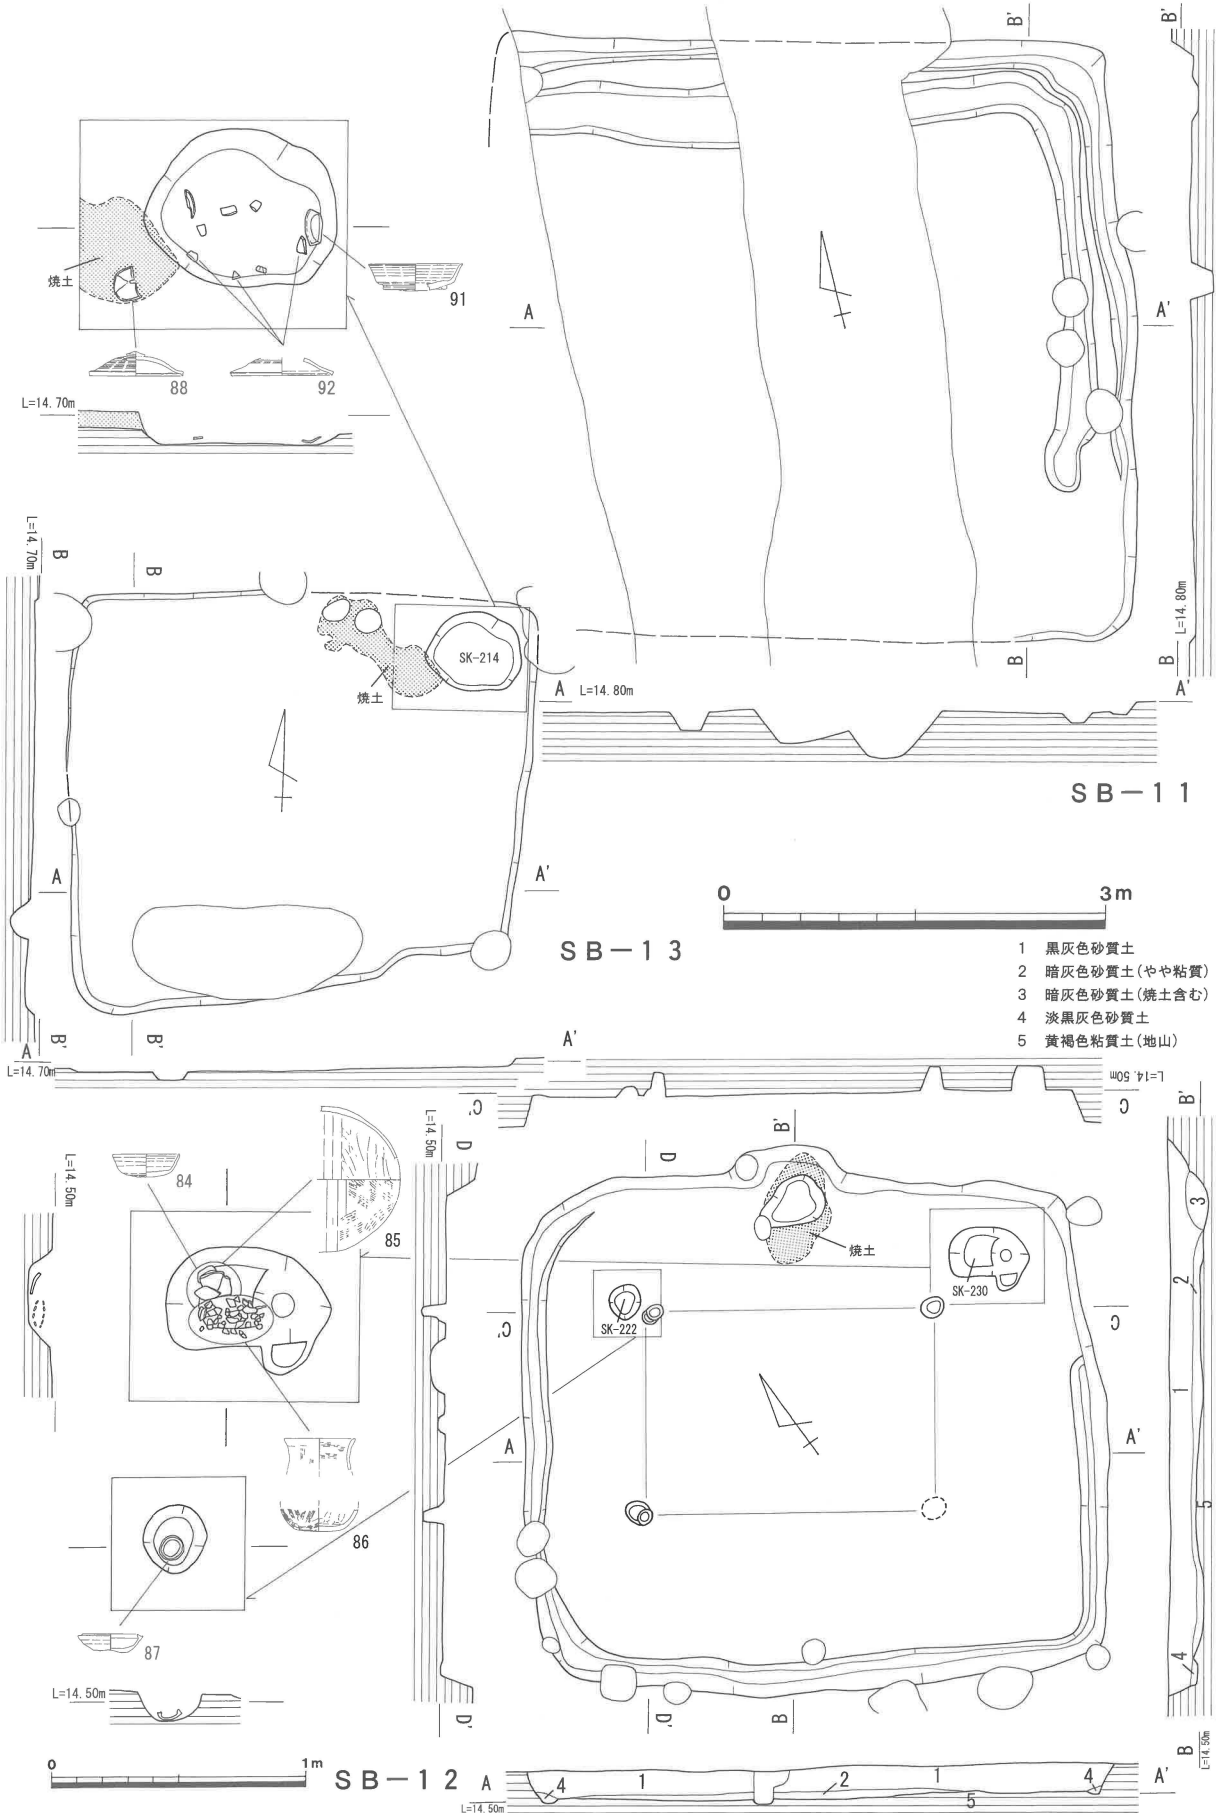 B'
B'
焼土
91
A
A'
88
92
L=14.70m
L=14.70m
B
B
L=14.80m
SK-214
焼土
B
B
A
L=14.80m
A'
SB-11
A
A'
0
3m
SB-13
1 黒灰色砂質土
2 暗灰色砂質土(やや粘質)
3 暗灰色砂質土(焼土含む)
4 淡黒灰色砂質土
5 黄褐色粘質土(地山)
B'
B'
A
L=14.70m
A'
L=14.50m
C'
C
B'
B'
L=14.50m
D
D
L=14.50m
84
85
3
焼土
SK-230
2
SK-222
C'
C
1
A
A'
5
86
87
4
L=14.50m
D'
D'
B
B
L=14.50m
0
1m
SB-12
A
4
1
2
1
4
A'
L=14.50m
5